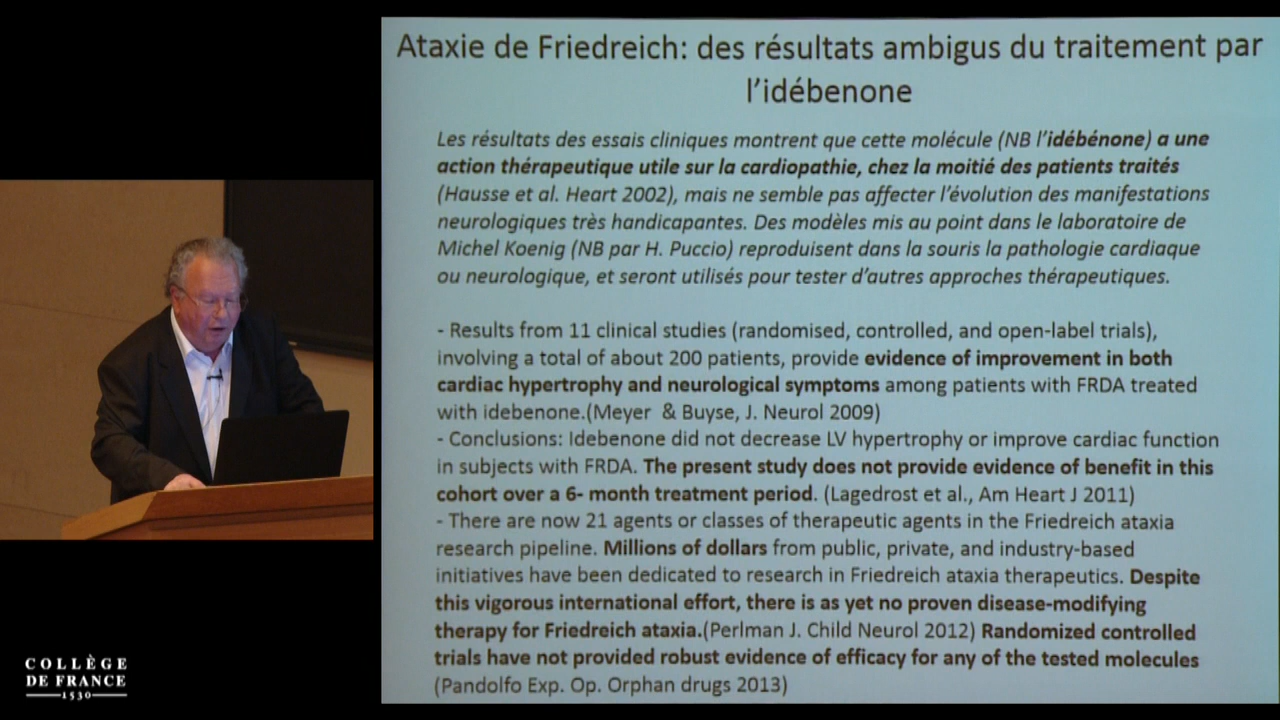 Ataxie de Friedreich: des résultats ambigus du traitement par
l'idébenone
Les résultats des essais cliniques montrent que cette molécule (NB l'idébénone) a une
action thérapeutique utile sur la cardiopathie, chez la moitié des patients traités
(Hausse et al. Heart 2002), mais ne semble pas affecter l'évolution des manifestations
neurologiques très handicapantes. Des modèles mis au point dans le laboratoire de
Michel Koenig (NB par H. Puccio) reproduisent dans la souris la pathologie cardiaque
ou neurologique, et seront utilisés pour tester d'autres approches thérapeutiques.
- Results from 11 clinical studies (randomised, controlled, and open-label trials),
involving a total of about 200 patients, provide evidence of improvement in both
cardiac hypertrophy and neurological symptoms among patients with FRDA treated
with idebenone.(Meyer & Buyse, J. Neurol 2009)
- Conclusions: Idebenone did not decrease LV hypertrophy or improve cardiac function
in subjects with FRDA. The present study does not provide evidence of benefit in this
cohort over a 6- month treatment period. (Lagedrost et al., Am Heart J 2011)
- There are now 21 agents or classes of therapeutic agents in the Friedreich ataxia
research pipeline. Millions of dollars from public, private, and industry-based
initiatives have been dedicated to research in Friedreich ataxia therapeutics. Despite
this vigorous international effort, there is as yet no proven disease-modifying
therapy for Friedreich ataxia.(Perlman J. Child Neurol 2012) Randomized controlled
trials have not provided robust evidence of efficacy for any of the tested molecules
(Pandolfo Exp. Op. Orphan drugs 2013)
COLLÈGE
DE FRANCE
1530